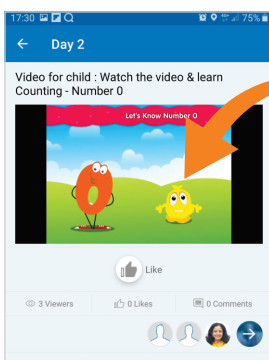 17:30 75%
Day 2
Video for child : Watch the video & learn
Counting - Number 0
Let's Know Number 0
Like
3 Viewers 0 Likes 0 Comments